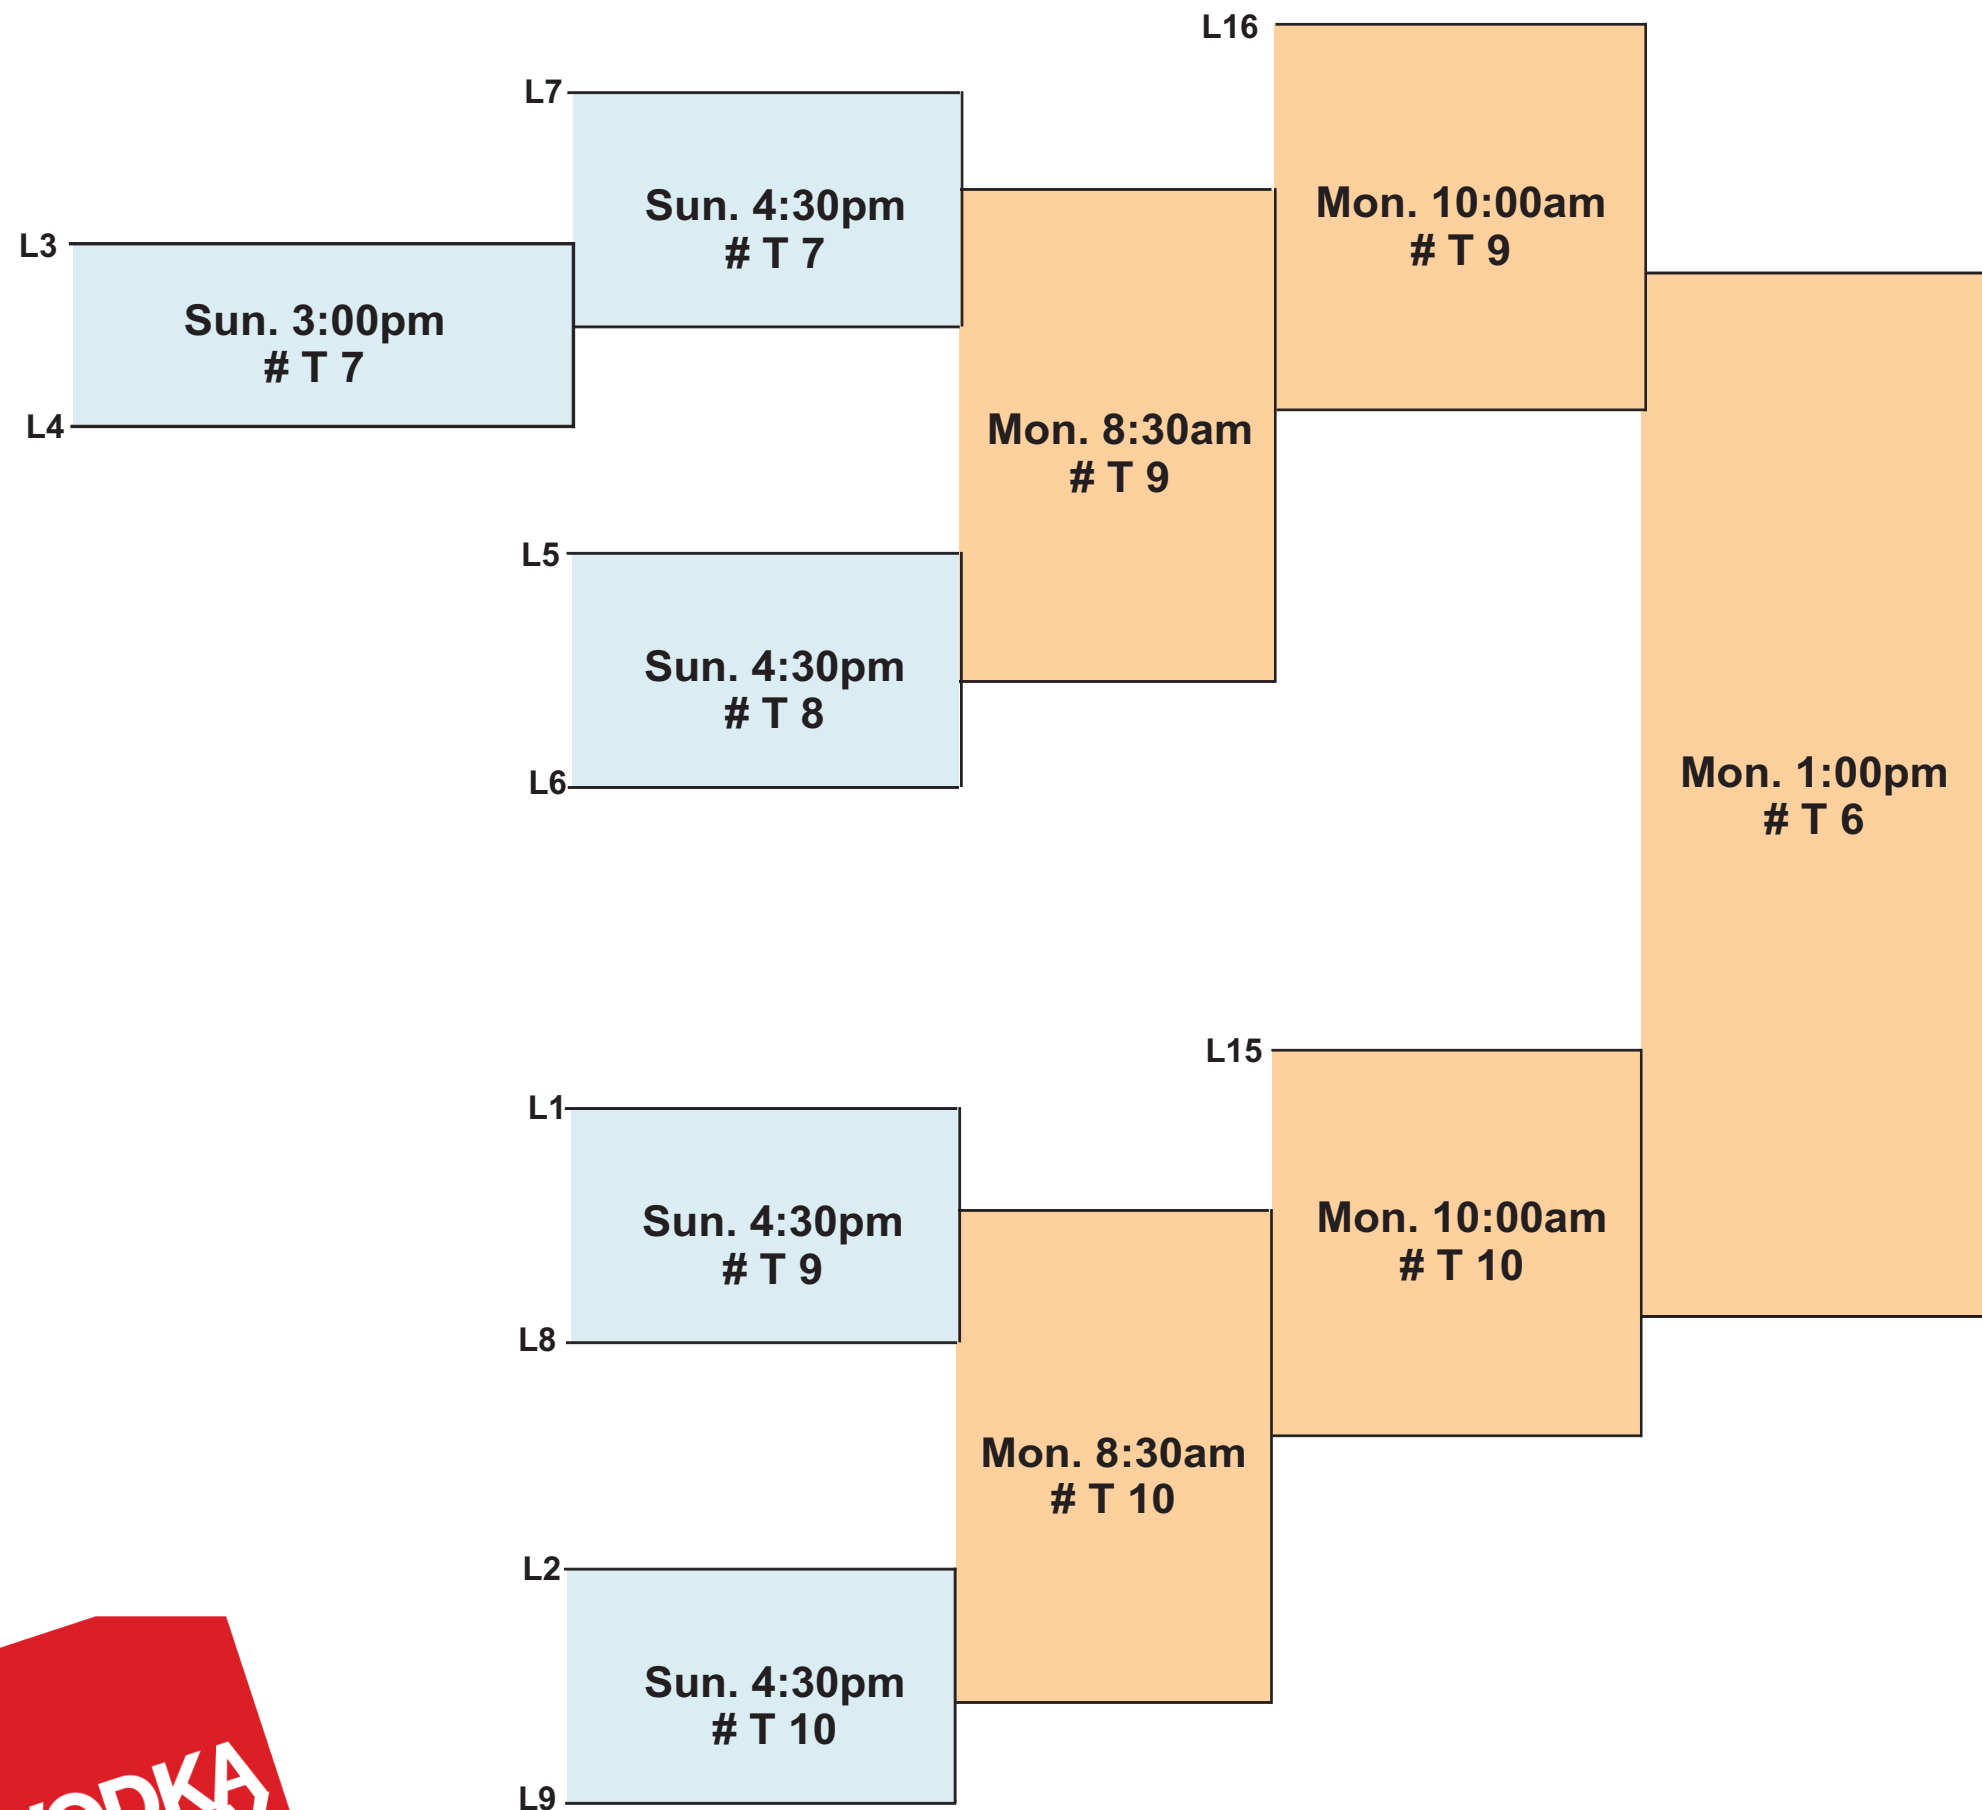 L16
L7
Sun. 4:30pm
# T 7
Mon. 10:00am
# T 9
L3
Sun. 3:00pm
# T 7
L4
Mon. 8:30am
# T 9
L5
Sun. 4:30pm
# T 8
L6
Mon. 1:00pm
# T 6
L15
L1
Sun. 4:30pm
# T 9
L8
Mon. 10:00am
# T 10
Mon. 8:30am
# T 10
L2
Sun. 4:30pm
# T 10
L9
VODKA